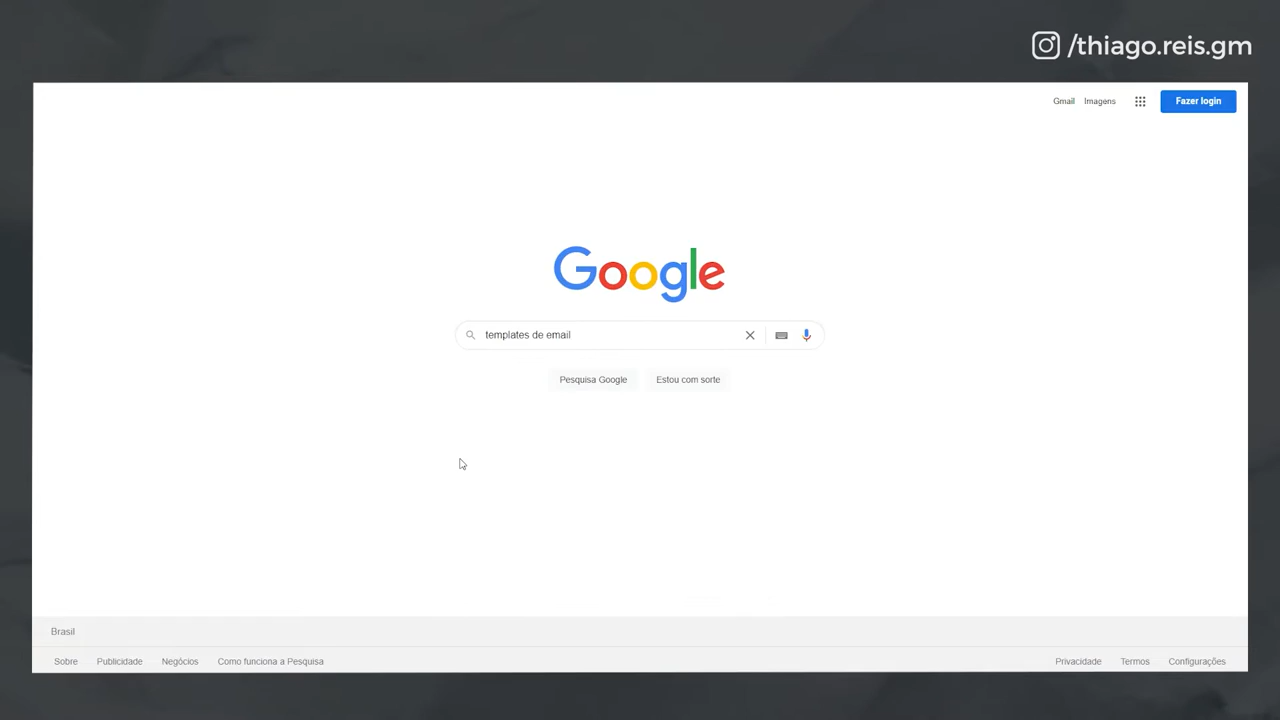 /thiago.reis.gm
Gmail Imagens Fazer login
Google
templates de email
Pesquisa Google Estou com sorte
Brasil
Sobre Publicidade Negócios Como funciona a Pesquisa Privacidade Termos Configurações